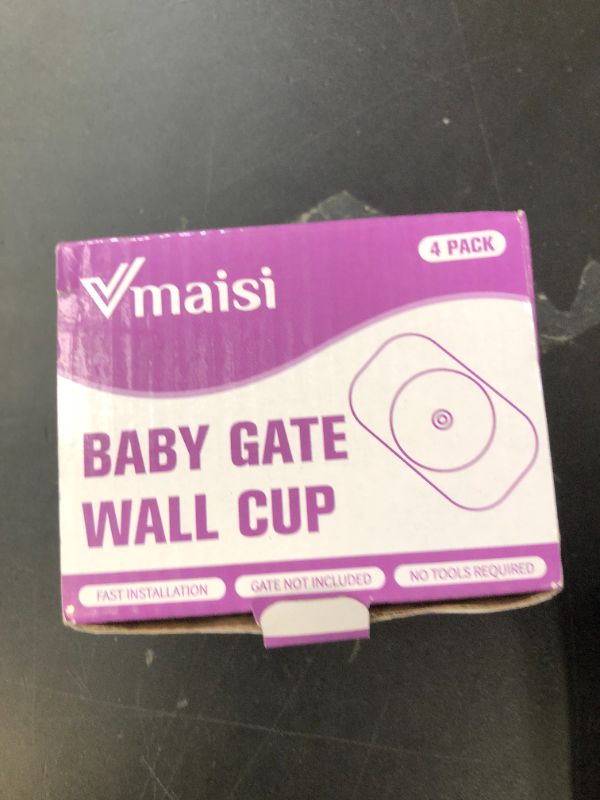 4 PACK
Vmaisi
BABY GATE
WALL CUP
FAST INSTALLATION GATE NOT INCLUDED NO TOOLS REQUIRED